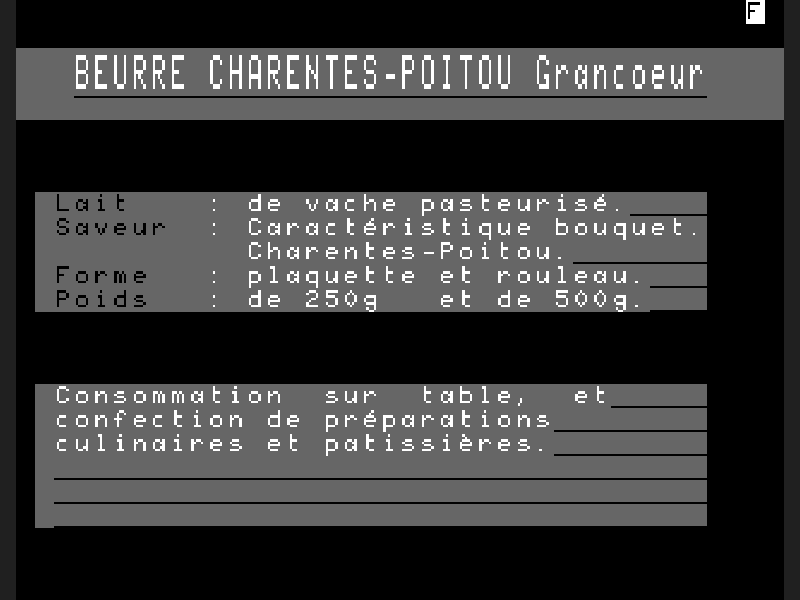 F
BEURRE CHARENTES-POITOU Grancoeur
Lait : de vache pasteurisé.
Saveur : Caractéristique bouquet.
Charentes-Poitou.
Forme : plaquette et rouleau.
Poids : de 250g et de 500g.
Consommation sur table, et
confection de préparations
culinaires et patissières.